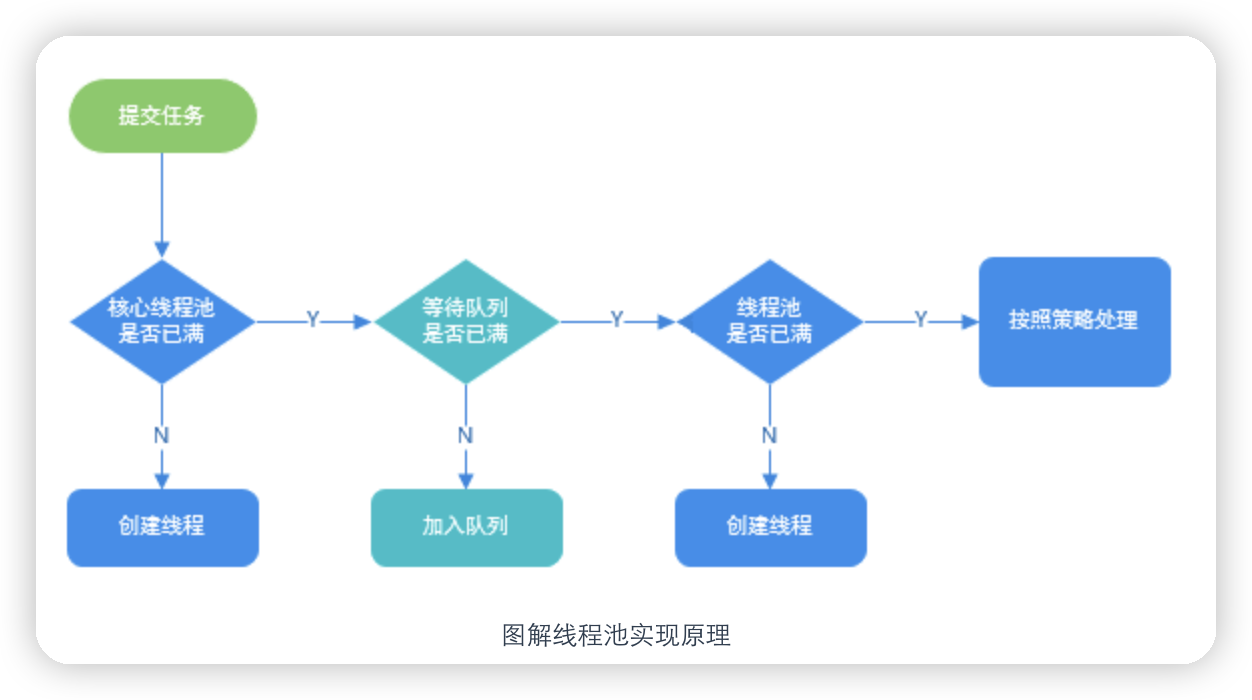 提交任务
核心线程池
是否已满
Y
等待队列
是否已满
Y
线程池
是否已满
Y
按照策略处理
N
N
N
创建线程
加入队列
创建线程
图解线程池实现原理